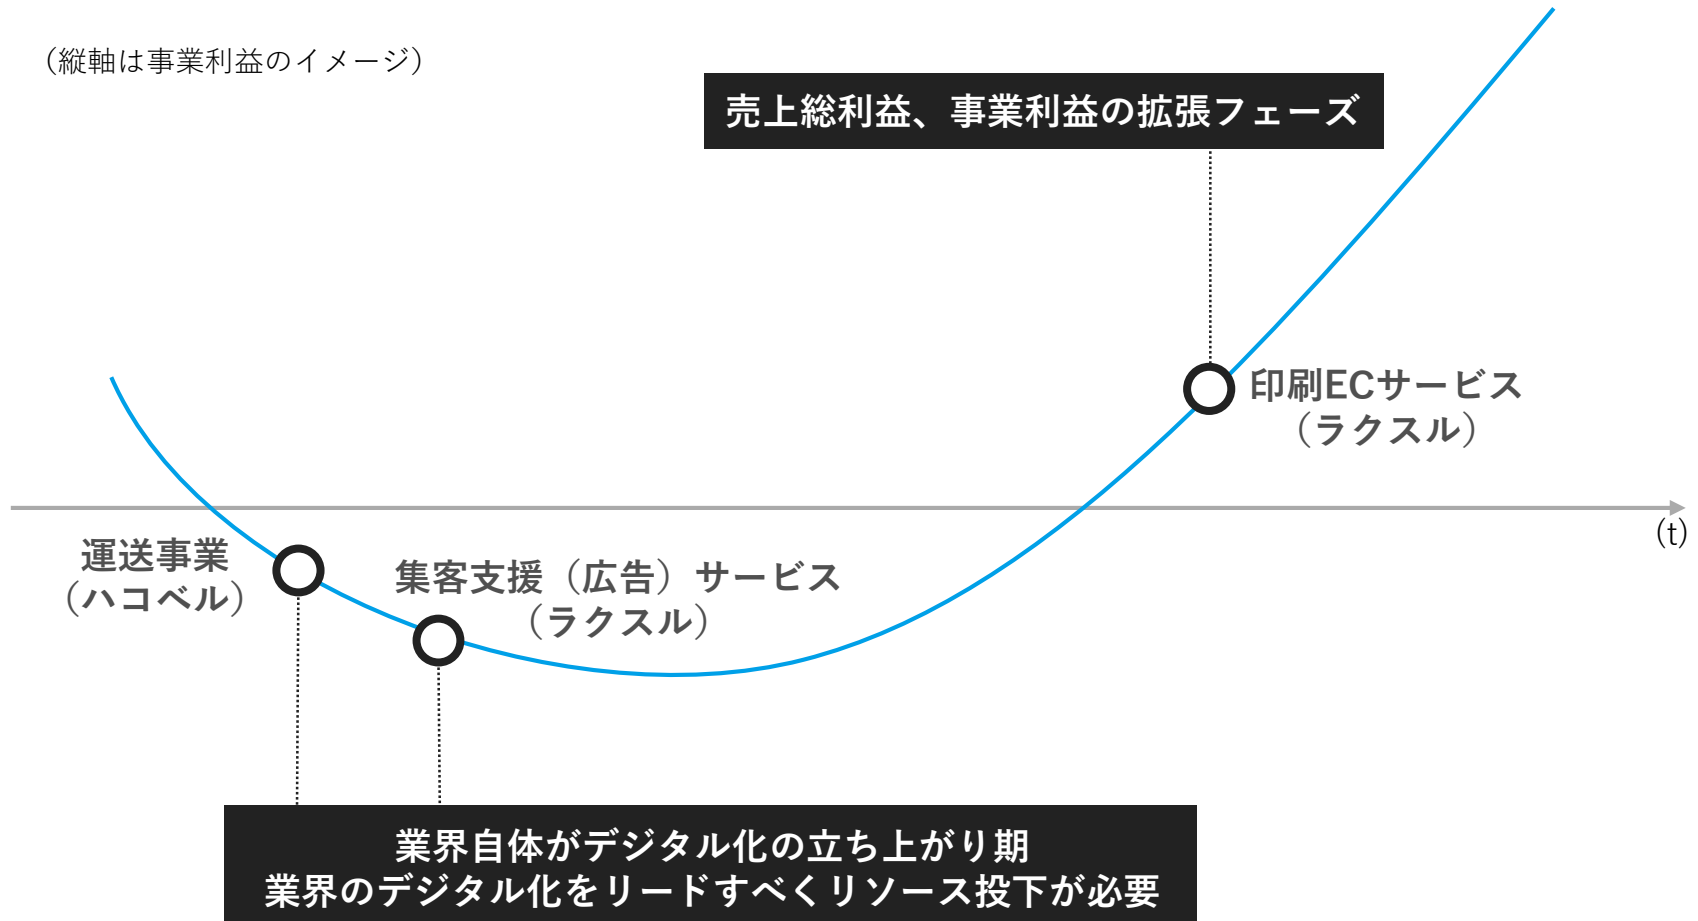 （縦軸は事業利益のイメージ）
売上総利益、事業利益の拡張フェーズ
印刷ECサービス
（ラクスル）
(t)
運送事業
（ハコベル）
集客支援（広告）サービス
（ラクスル）
業界自体がデジタル化の立ち上がり期
業界のデジタル化をリードすべくリソース投下が必要